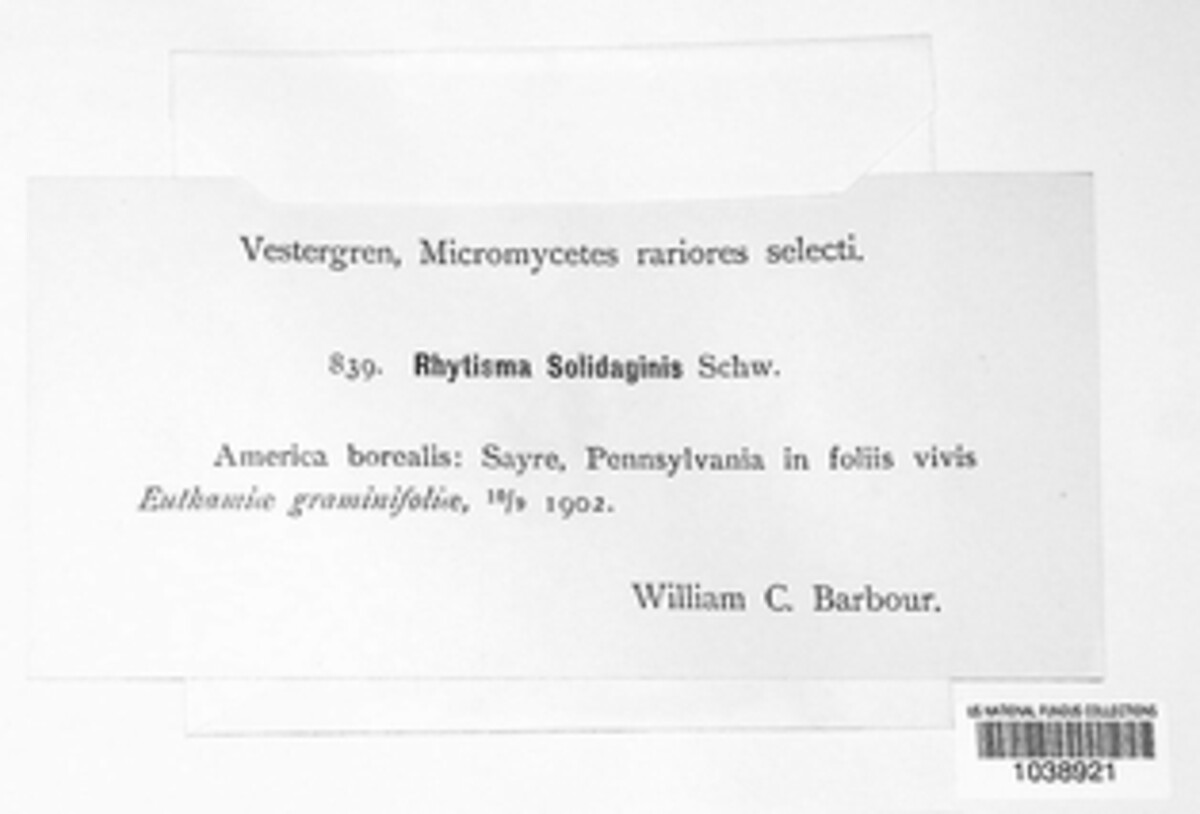 Vestergren, Micromycetes rariores selecti.
839. Rhytisma Solidaginis Schw.
America borealis: Sayre, Pennsylvania in foliis vivis
Euthamiæ graminifoliæ, 18/9 1902.
William C. Barbour.
US NATIONAL FUNGUS COLLECTIONS
1038921